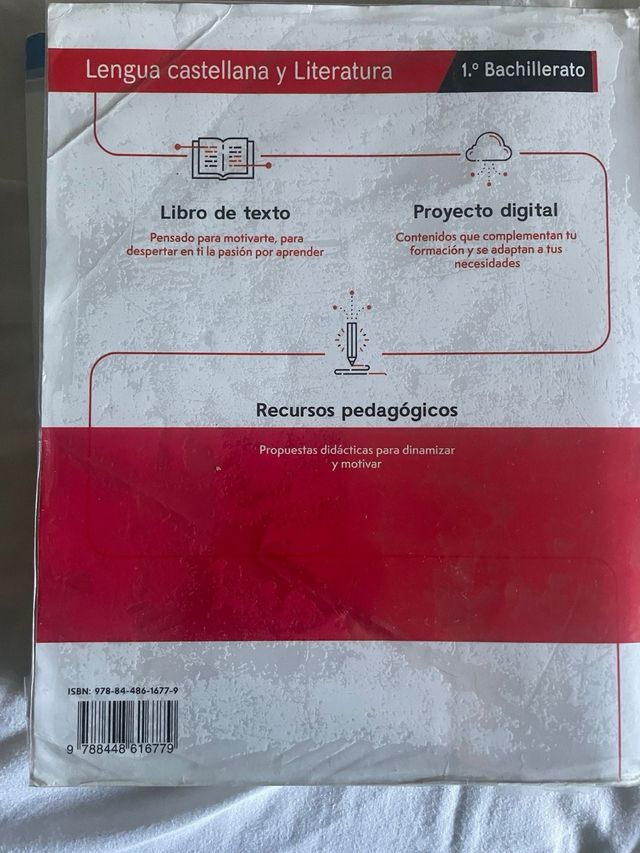 Lengua castellana y Literatura
1.º Bachillerato
Libro de texto
Pensado para motivarte, para
despertar en ti la pasión por aprender
Proyecto digital
Contenidos que complementan tu
formación y se adaptan a tus
necesidades
Recursos pedagógicos
Propuestas didácticas para dinamizar
y motivar
ISBN: 978-84-486-1677-9
9 788448 616779